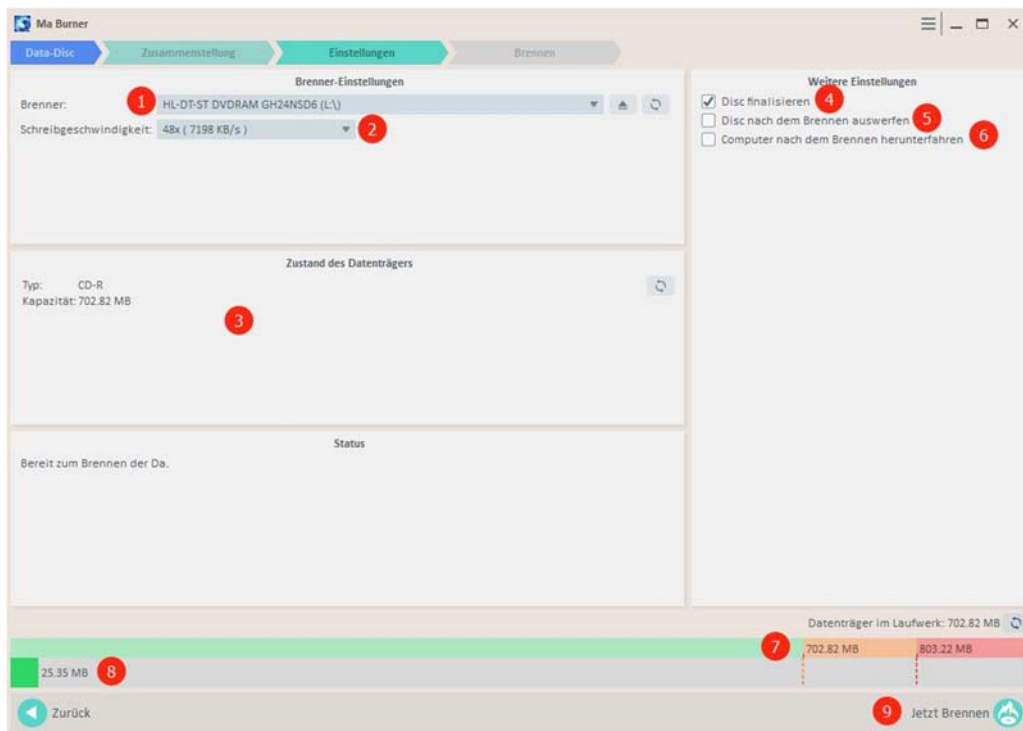 Ma Burner
Data-Disc Zusammenstellung Einstellungen Brennen
Brenner-Einstellungen
Brenner: 1 HL-DT-ST DVDRAM GH24NSD6 (L:\)
Schreibgeschwindigkeit: 48x ( 7198 KB/s ) 2
Weitere Einstellungen
Disc finalisieren 4
Disc nach dem Brennen auswerfen 5
Computer nach dem Brennen herunterfahren 6
Zustand des Datenträgers
Typ: CD-R
Kapazität: 702.82 MB
3
Status
Bereit zum Brennen der Da.
Datenträger im Laufwerk: 702.82 MB
7 702.82 MB 803.22 MB
25.35 MB 8
Zurück 9 Jetzt Brennen